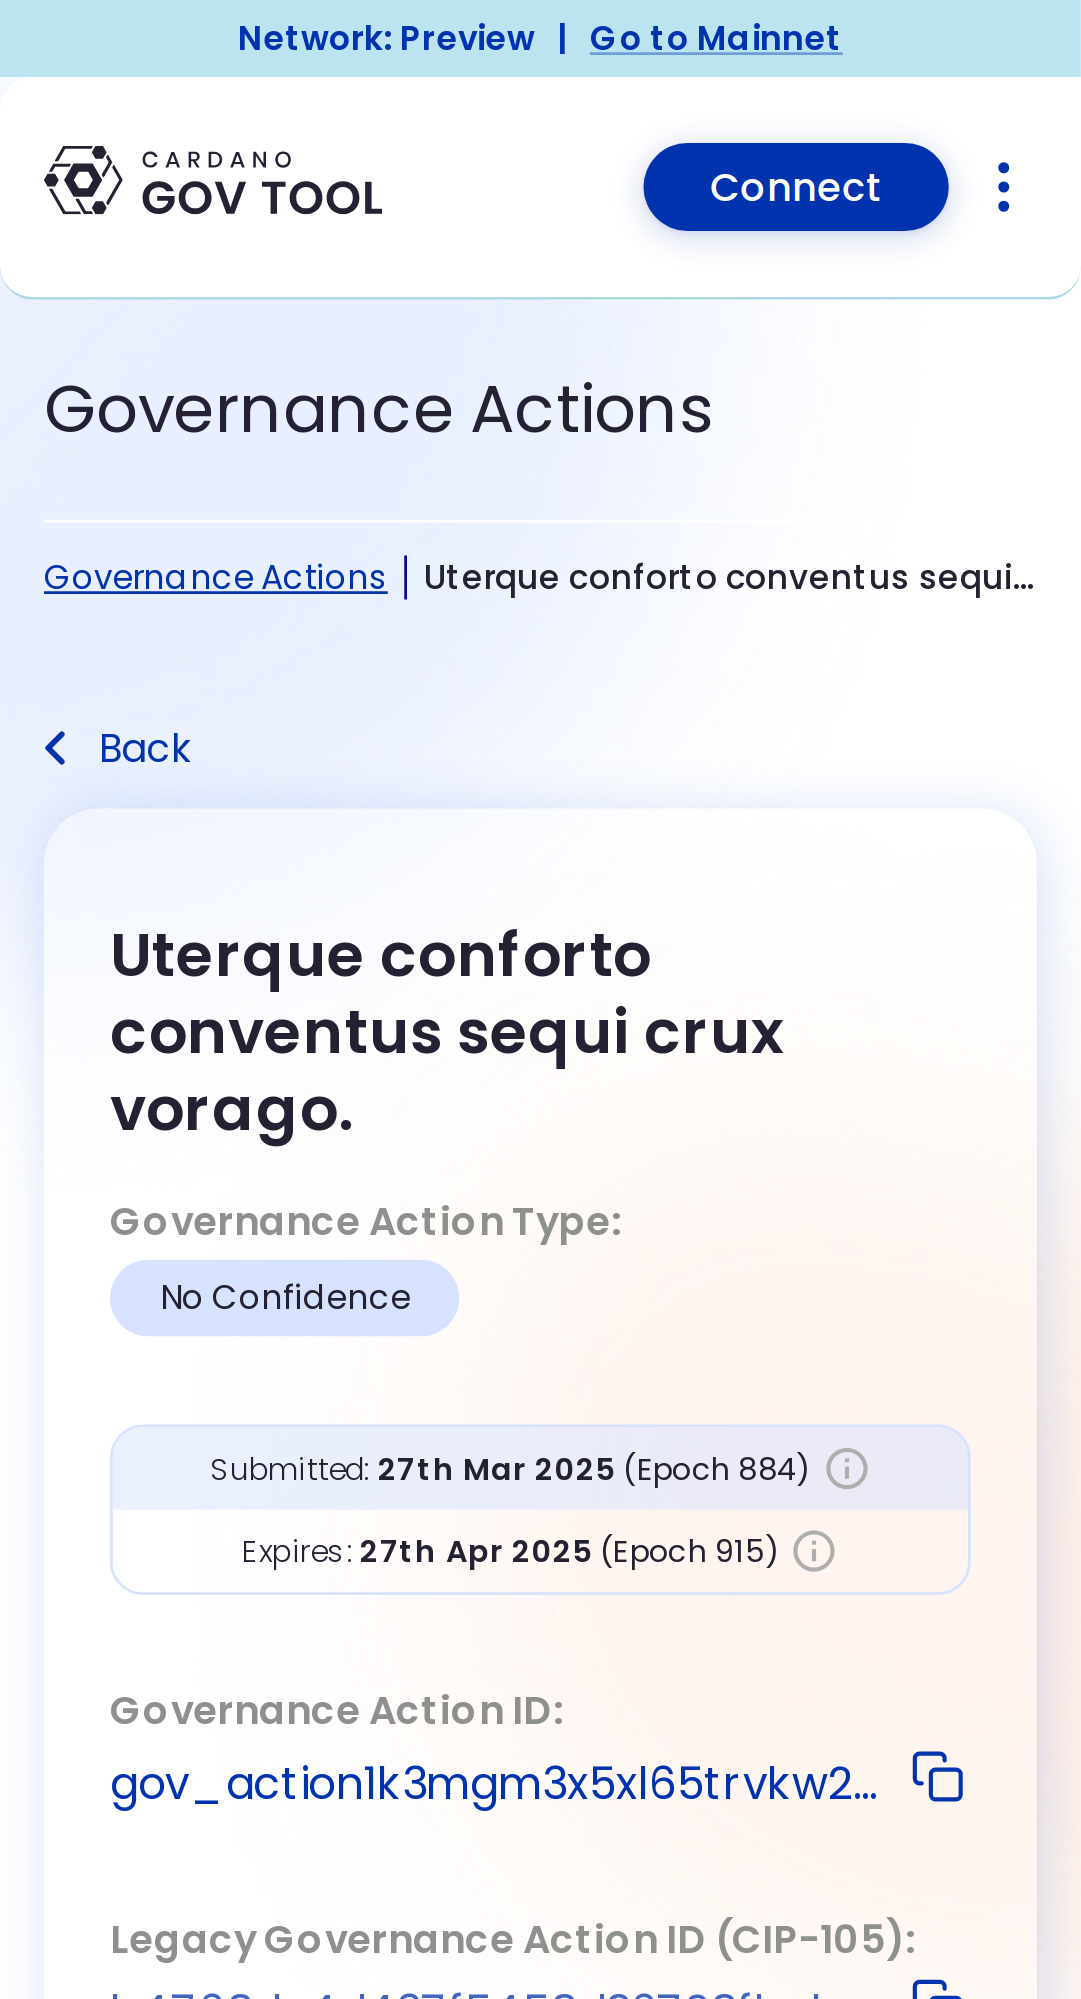 Network: Preview | Go to Mainnet
CARDANO
GOV TOOL
Connect
Governance Actions
Governance Actions | Uterque conforto conventus sequi...
Back
Uterque conforto
conventus sequi crux
vorago.
Governance Action Type:
No Confidence
Submitted: 27th Mar 2025 (Epoch 884)
Expires: 27th Apr 2025 (Epoch 915)
Governance Action ID:
gov_action1k3mgm3x5xl65trvkw2...
Legacy Governance Action ID (CIP-105):